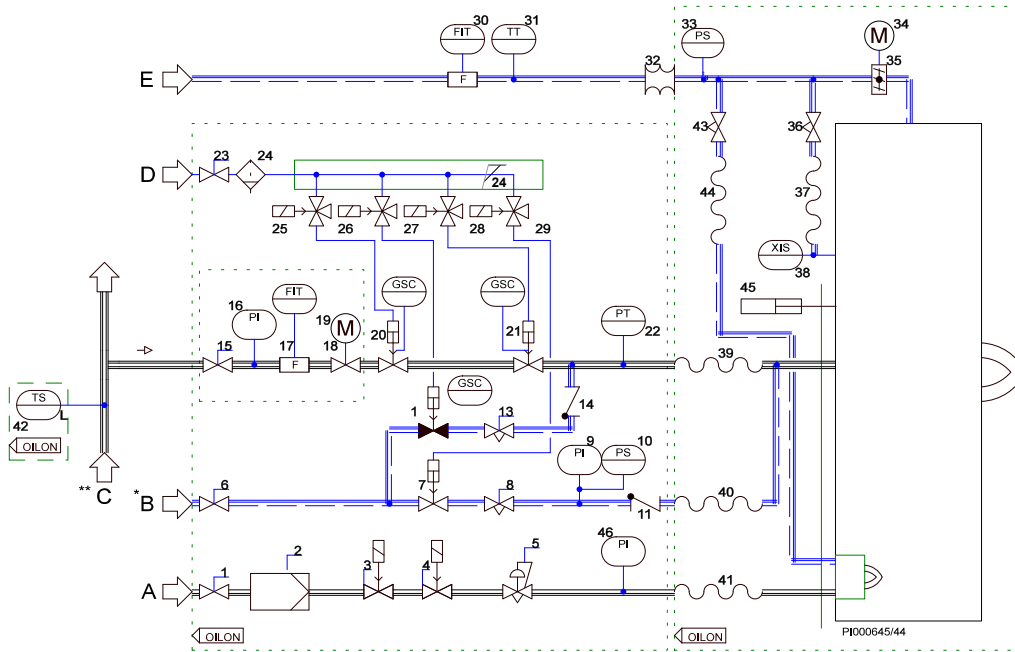 30 31 33 34
FIT TT PS M
E F 32 35
43 36
D 23 24
24 44 37
25 26 27 28 29
XIS
38
GSC GSC 45
FIT
16 PI 19 M 20 21 PT
15 17 18 22
F 39
TS
42 L
OILON
GSC
1 13 14
9 10
PI PS
** C * B 6 7 8 11 40
2 5 46 PI
A 1 3 4 41
OILON OILON PI000645/44